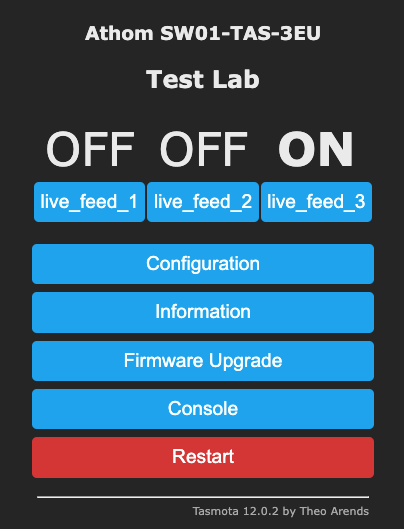 Athom SW01-TAS-3EU
Test Lab
OFF OFF ON
live_feed_1 live_feed_2 live_feed_3
Configuration
Information
Firmware Upgrade
Console
Restart
Tasmota 12.0.2 by Theo Arends